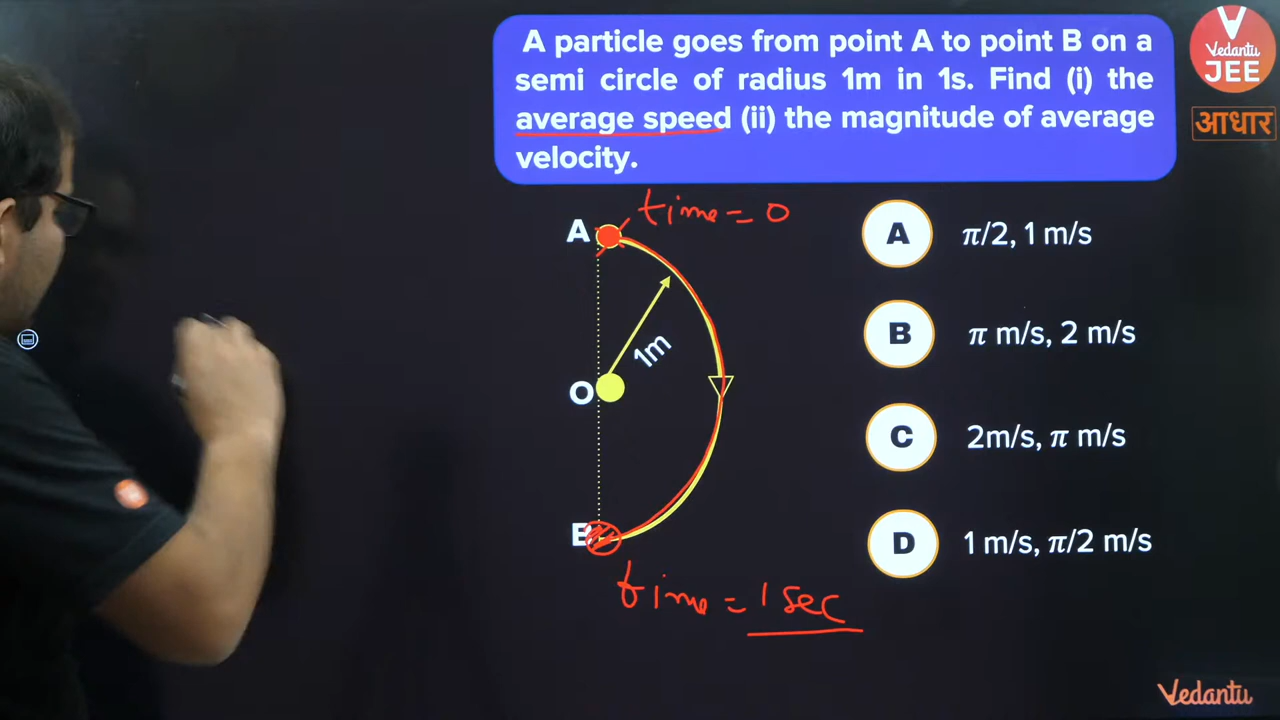 A particle goes from point A to point B on a
semi circle of radius 1m in 1s. Find (i) the
average speed (ii) the magnitude of average
velocity.
Vedantu
JEE
आधार
A
time = 0
O
1m
B
time = 1 sec
A π/2, 1 m/s
B π m/s, 2 m/s
C 2m/s, π m/s
D 1 m/s, π/2 m/s
Vedantu